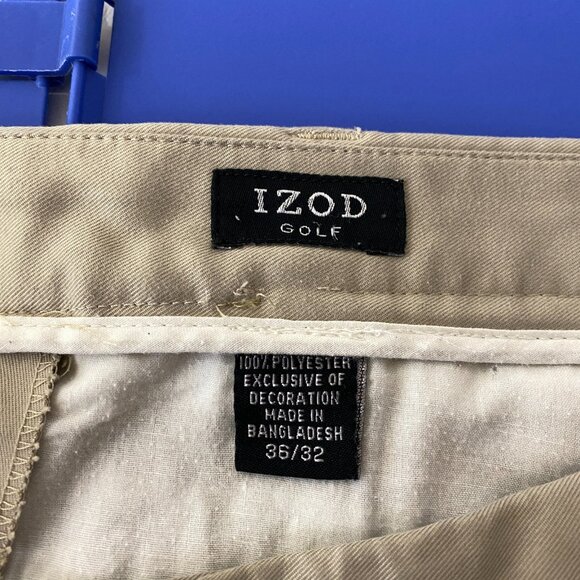 IZOD
GOLF
100% POLYESTER
EXCLUSIVE OF
DECORATION
MADE IN
BANGLADESH
36/32